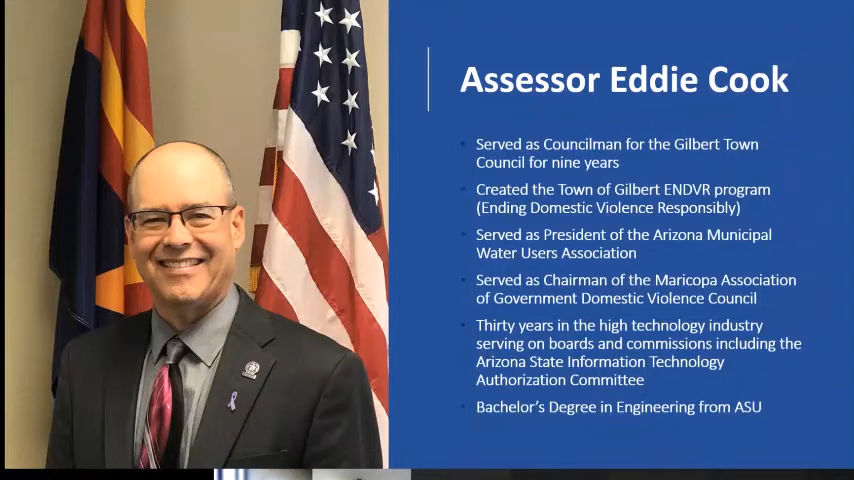 Assessor Eddie Cook
Served as Councilman for the Gilbert Town
Council for nine years
Created the Town of Gilbert ENDVR program
(Ending Domestic Violence Responsibly)
Served as President of the Arizona Municipal
Water Users Association
Served as Chairman of the Maricopa Association
of Government Domestic Violence Council
Thirty years in the high technology industry
serving on boards and commissions including the
Arizona State Information Technology
Authorization Committee
Bachelor’s Degree in Engineering from ASU